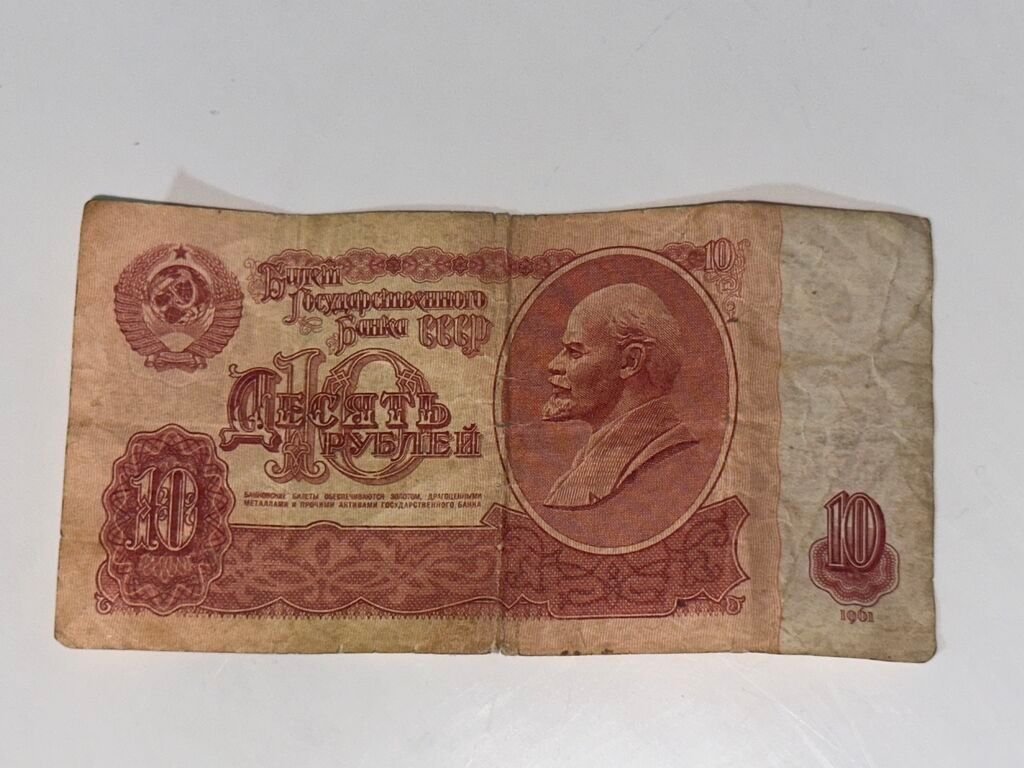 Билет
Государственного
Банка СССР
10
10
Десять
рублей
БАНКОВСКИЕ БИЛЕТЫ ОБЕСПЕЧИВАЮТСЯ ЗОЛОТОМ, ДРАГОЦЕННЫМИ
МЕТАЛЛАМИ И ПРОЧИМИ АКТИВАМИ ГОСУДАРСТВЕННОГО БАНКА
10
10
1961